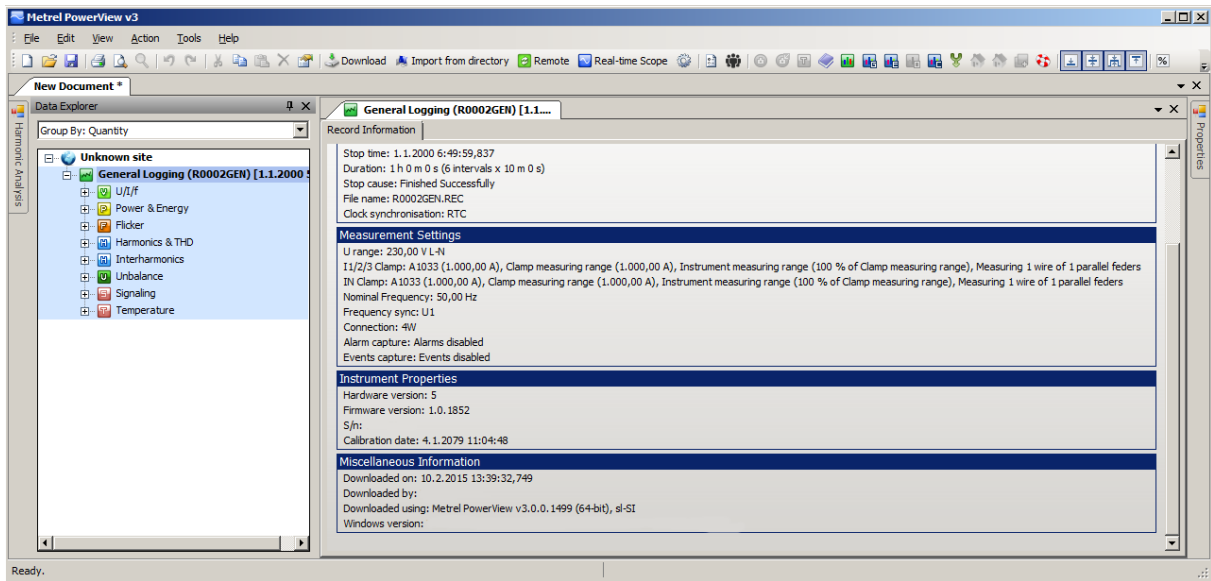 Metrel PowerView v3
File Edit View Action Tools Help
Download Import from directory Remote Real-time Scope %
New Document *
Harmonic Analysis
Data Explorer
Group By: Quantity
Unknown site
General Logging (R0002GEN) [1.1.2000
U/I/f
Power & Energy
Flicker
Harmonics & THD
Interharmonics
Unbalance
Signaling
Temperature
General Logging (R0002GEN) [1.1....
Record Information
Stop time: 1.1.2000 6:49:59,837
Duration: 1 h 0 m 0 s (6 intervals x 10 m 0 s)
Stop cause: Finished Successfully
File name: R0002GEN.REC
Clock synchronisation: RTC
Measurement Settings
U range: 230,00 V L-N
I1/2/3 Clamp: A1033 (1.000,00 A), Clamp measuring range (1.000,00 A), Instrument measuring range (100 % of Clamp measuring range), Measuring 1 wire of 1 parallel feders
IN Clamp: A1033 (1.000,00 A), Clamp measuring range (1.000,00 A), Instrument measuring range (100 % of Clamp measuring range), Measuring 1 wire of 1 parallel feders
Nominal Frequency: 50,00 Hz
Frequency sync: U1
Connection: 4W
Alarm capture: Alarms disabled
Events capture: Events disabled
Instrument Properties
Hardware version: 5
Firmware version: 1.0.1852
S/n:
Calibration date: 4.1.2079 11:04:48
Miscellaneous Information
Downloaded on: 10.2.2015 13:39:32,749
Downloaded by:
Downloaded using: Metrel PowerView v3.0.0.1499 (64-bit), sl-SI
Windows version:
Properties
Ready.